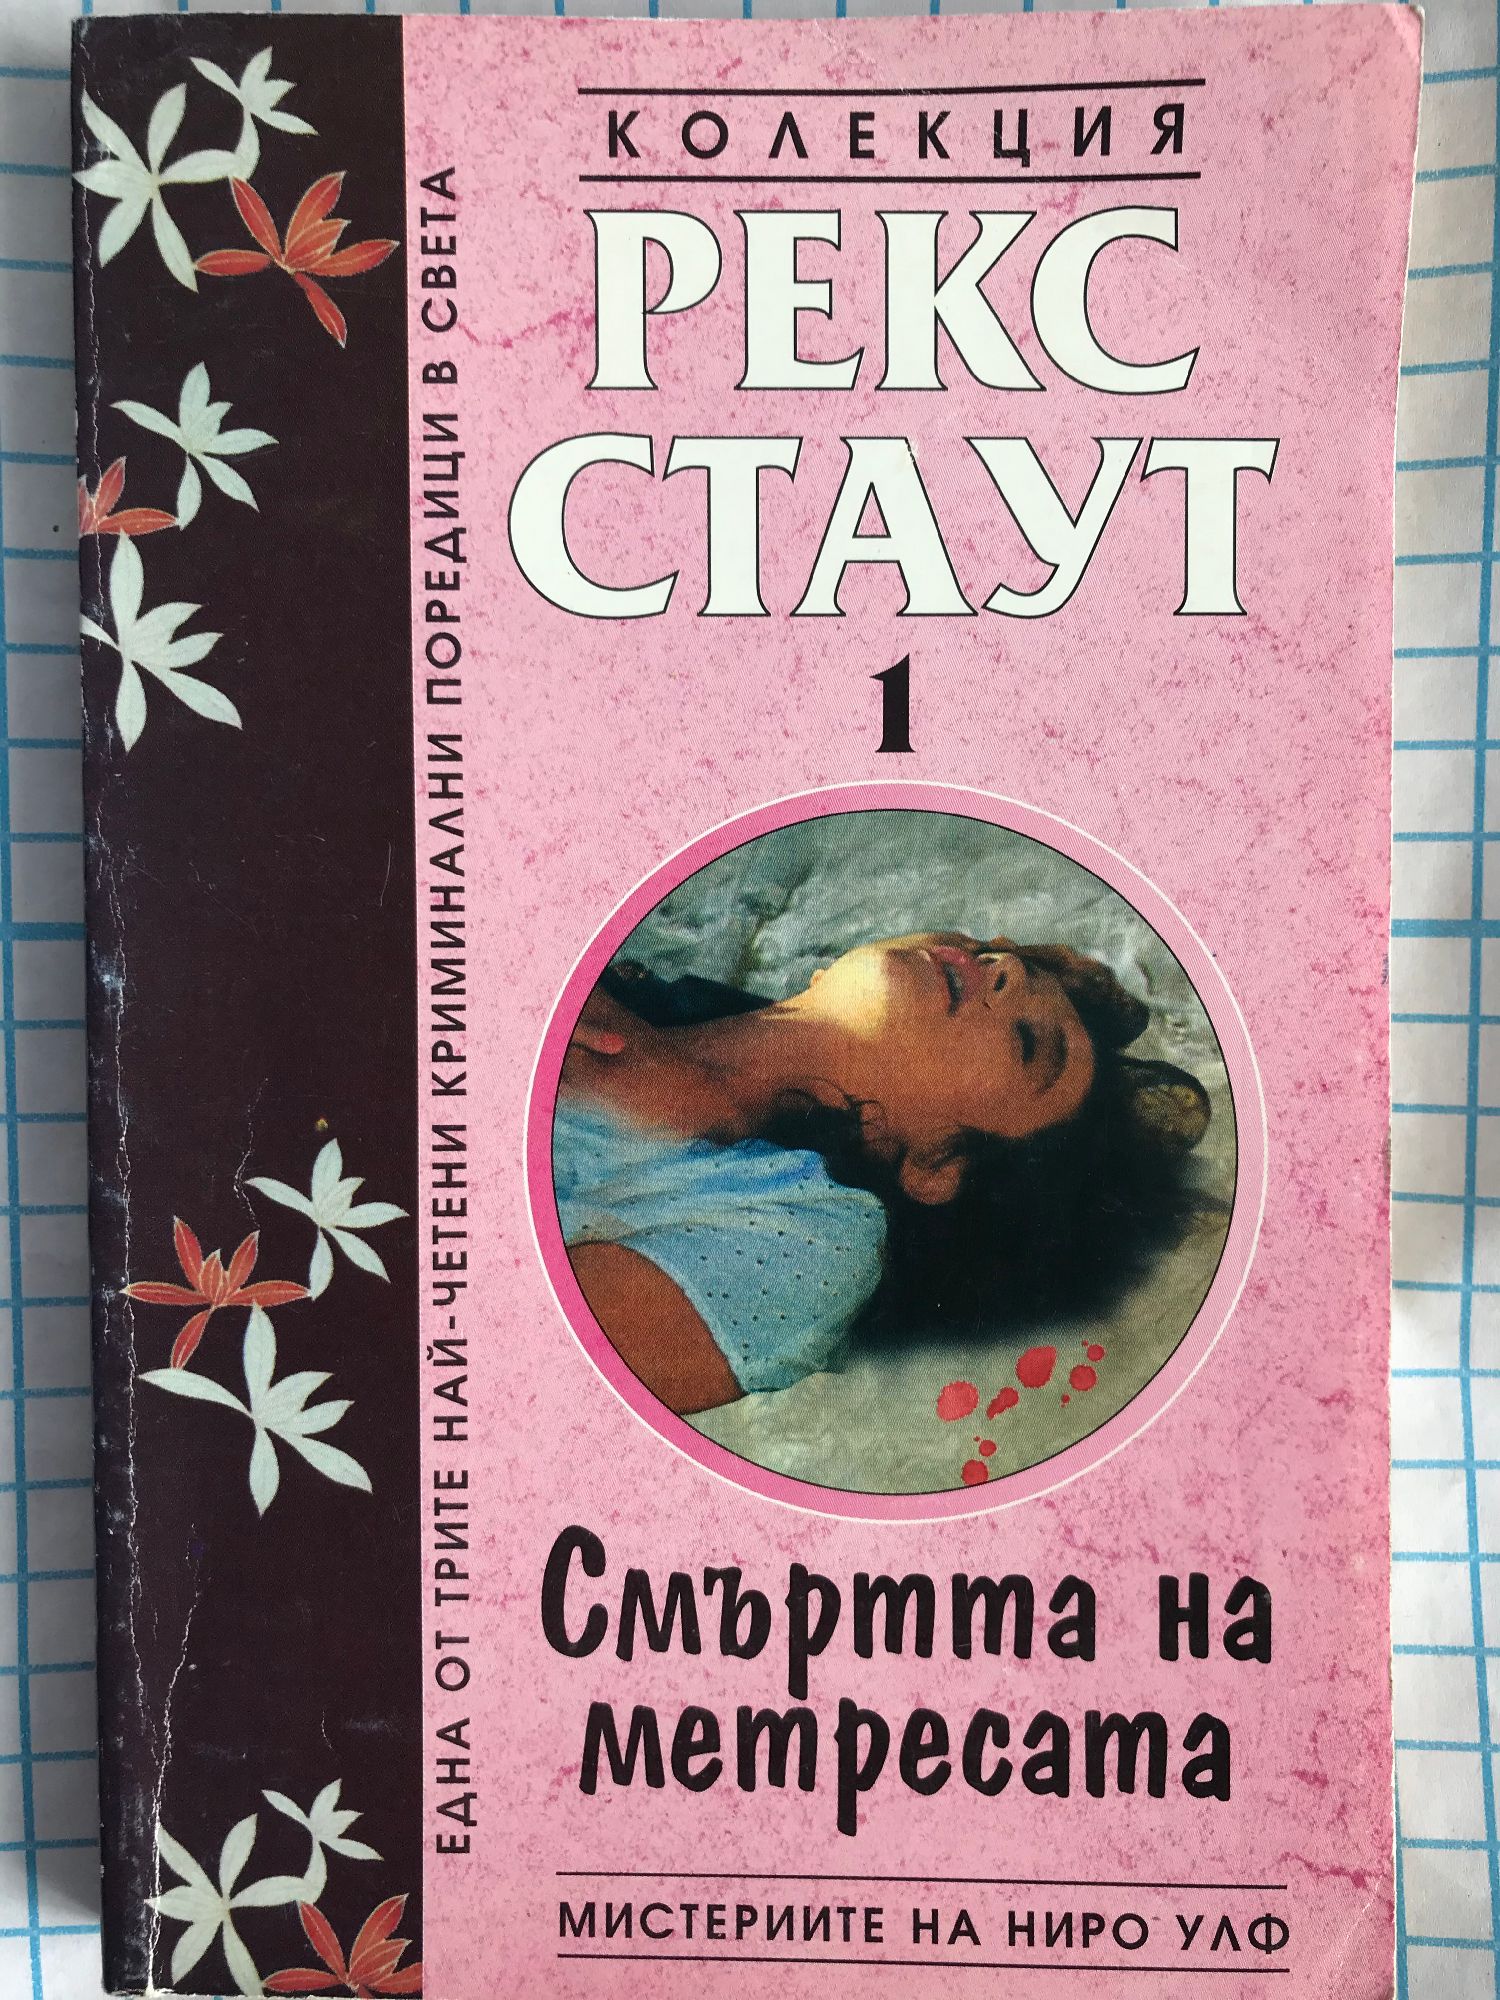 КОЛЕКЦИЯ
РЕКС
СТАУТ
1
ЕДНА ОТ ТРИТЕ НАЙ-ЧЕТЕНИ КРИМИНАЛНИ ПОРЕДИЦИ В СВЕТА
Смъртта на
метресата
МИСТЕРИИТЕ НА НИРО УЛФ